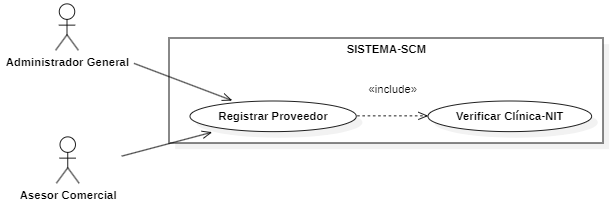 SISTEMA-SCM
Administrador General
«include»
Registrar Proveedor
Verificar Clínica-NIT
Asesor Comercial